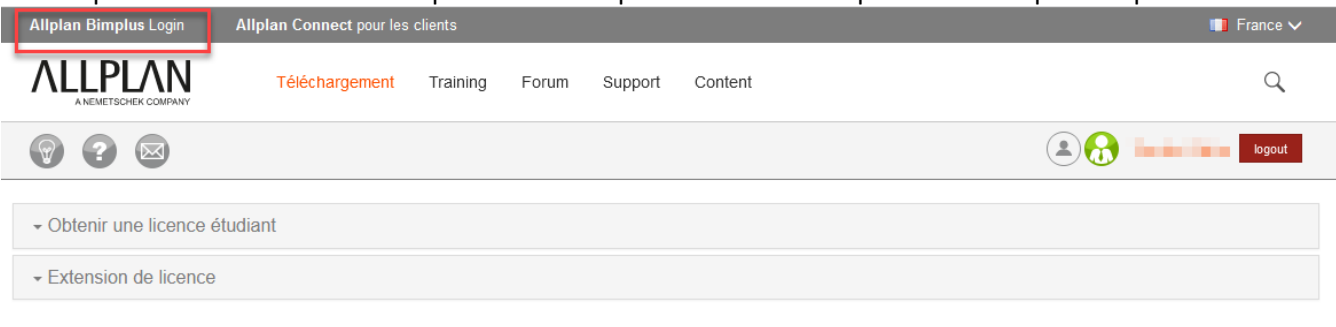 Allplan Bimplus Login Allplan Connect pour les clients France
ALLPLAN
A NEMETSCHEK COMPANY
Téléchargement Training Forum Support Content
? logout
Obtenir une licence étudiant
Extension de licence